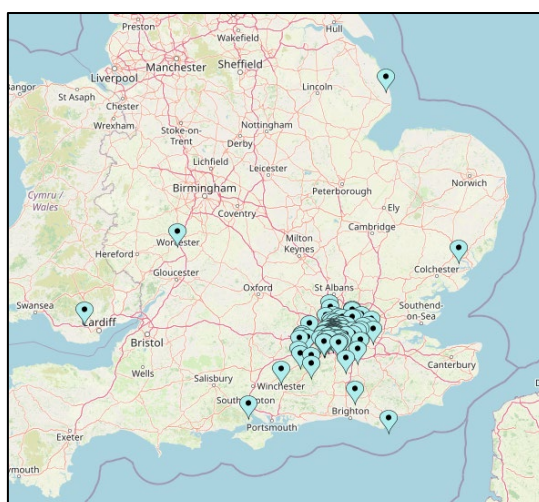 Preston
Hull
Wakefield
Liverpool
Manchester
Sheffield
Bangor
St Asaph
Chester
Lincoln
Wrexham
Stoke-on-
Trent
Nottingham
Derby
Lichfield
Leicester
Norwich
Cymru /
Wales
Birmingham
Peterborough
Ely
Coventry
Cambridge
Worcester
Hereford
Milton
Keynes
Gloucester
Colchester
Oxford
St Albans
Swansea
Cardiff
Southend-
on-Sea
Bristol
Canterbury
Wells
Salisbury
Winchester
Brighton
Portsmouth
Exeter